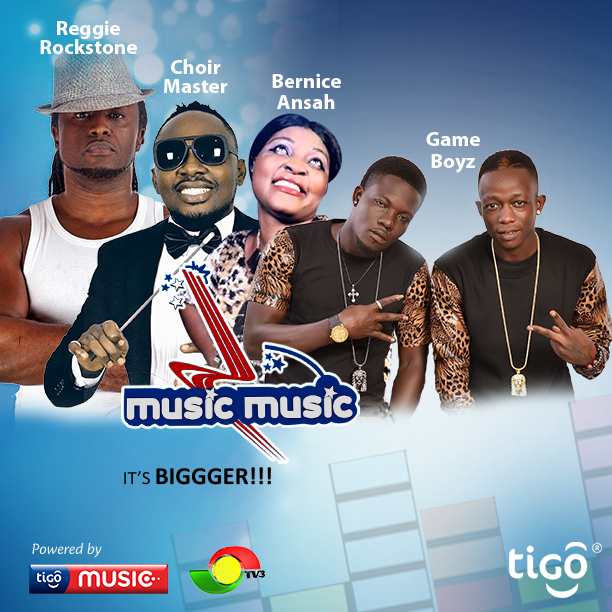 Reggie
Rockstone
Choir
Master
Bernice
Ansah
Game
Boyz
music music
IT'S BIGGGER!!!
Powered by
tiGO MUSIC
TV3
tiGO®